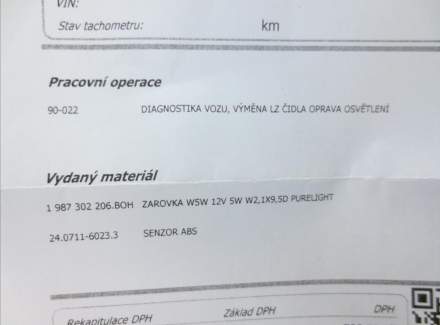 VIN:
Stav tachometru: km
Pracovní operace
90-022 DIAGNOSTIKA VOZU, VÝMĚNA LZ ČIDLA OPRAVA OSVĚTLENÍ
Vydaný materiál
1 987 302 206.BOH ZAROVKA W5W 12V 5W W2,1X9,5D PURELIGHT
24.0711-6023.3 SENZOR ABS
Rekapitulace DPH Základ DPH DPH